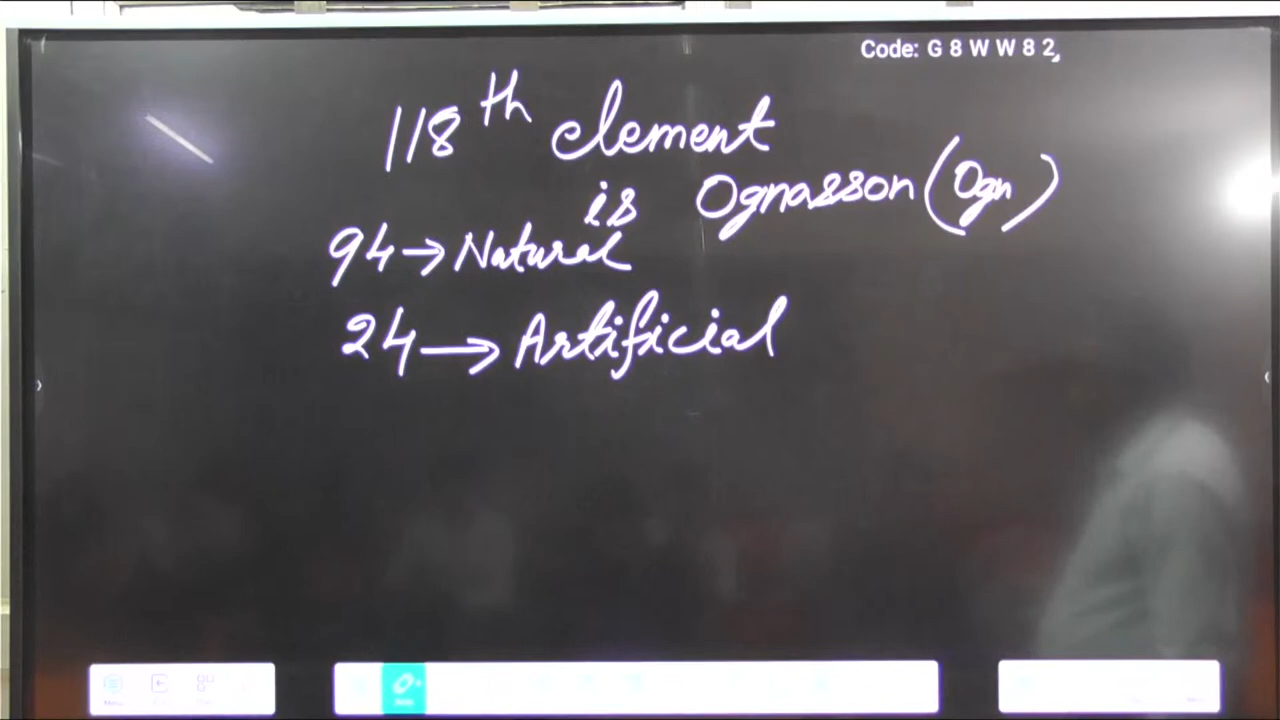 Code: G 8 W W 8 2,
118th element
is Ognasson (Ogn)
94 → Natural
24 → Artificial